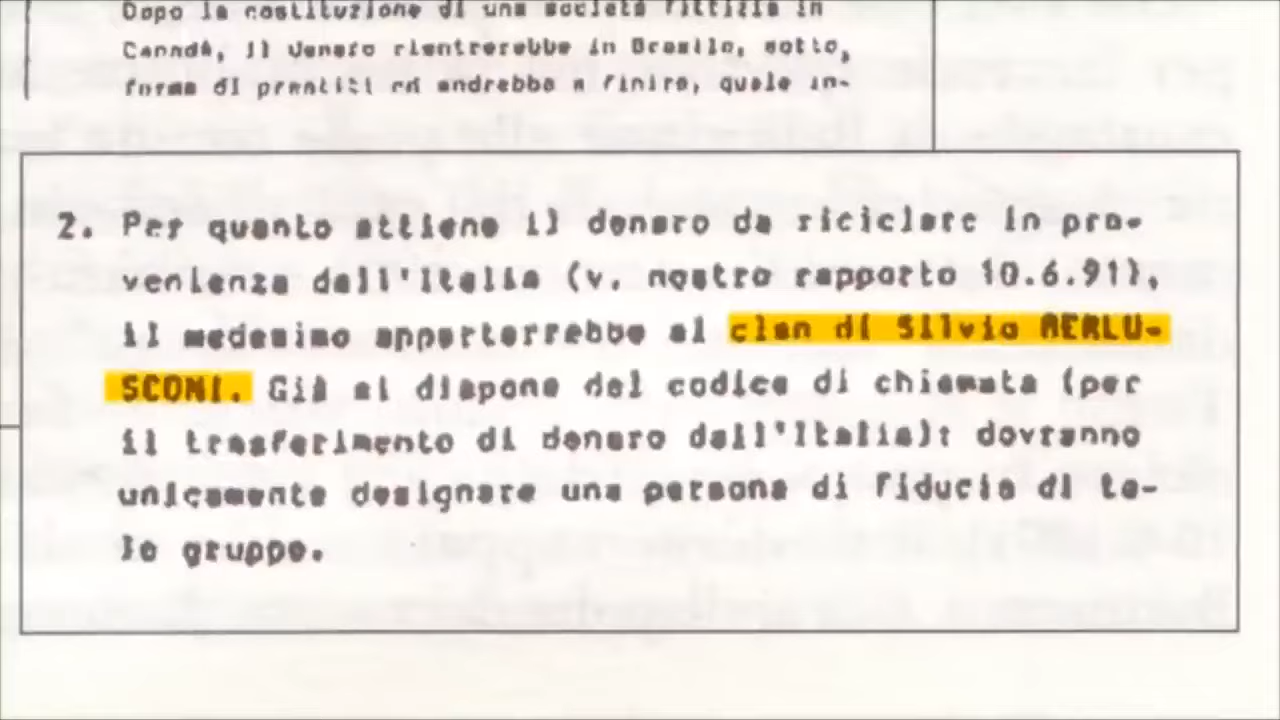 Dopo la costituzione di una società fittizia in
Canadà, il denaro rientrerebbe in Brasile, sotto,
forma di prestiti ed andrebbe a finire, quale in-
2. Per quanto attiene il denaro da riciclare in pro-
venienza dall'Italia (v. nostro rapporto 10.6.91),
il medesimo apparterrebbe al clan di Silvio BERLU-
SCONI. Già si dispone del codice di chiamata (per
il trasferimento di denaro dall'Italia): dovranno
unicamente designare una persona di fiducia di ta-
le gruppo.